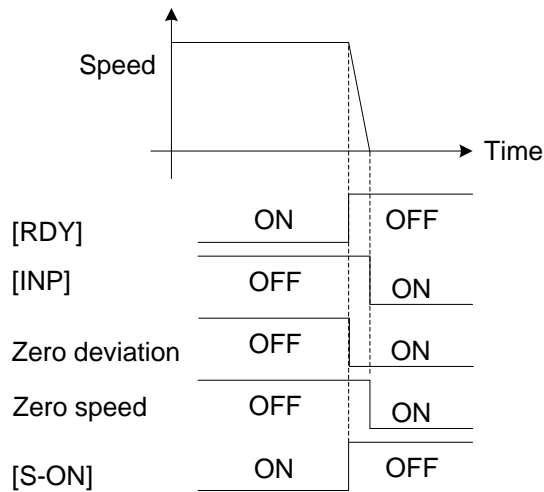 Speed
Time
[RDY] ON OFF
[INP] OFF ON
Zero deviation OFF ON
Zero speed OFF ON
[S-ON] ON OFF